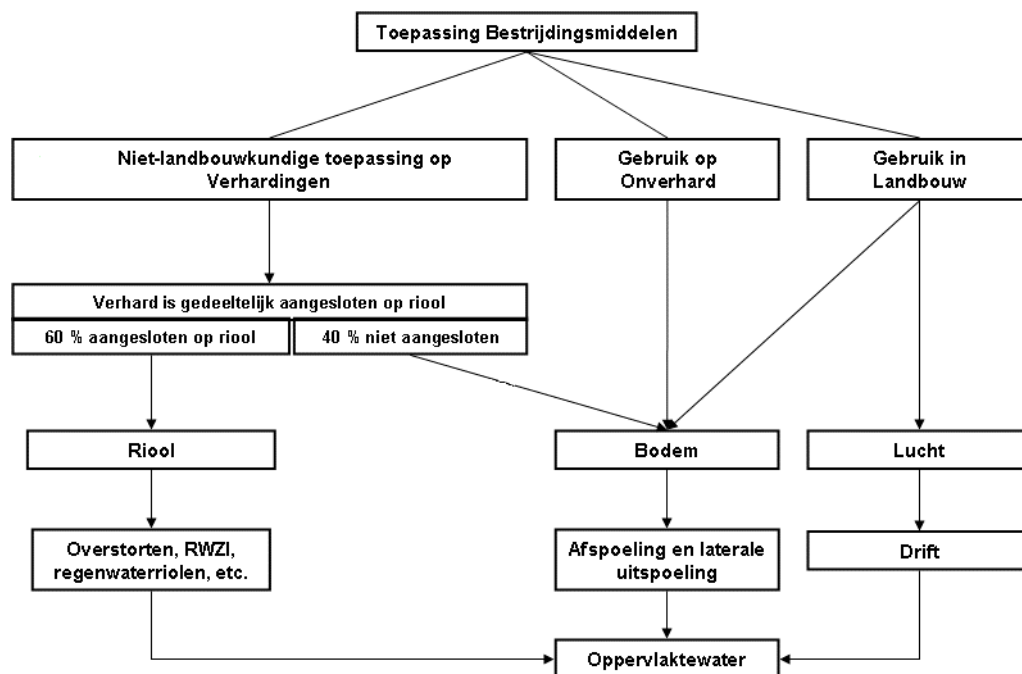 Toepassing Bestrijdingsmiddelen
Niet-landbouwkundige toepassing op
Verhardingen
Gebruik op
Onverhard
Gebruik in
Landbouw
Verhard is gedeeltelijk aangesloten op riool
60 % aangesloten op riool
40 % niet aangesloten
Riool
Bodem
Lucht
Overstorten, RWZI,
regenwaterriolen, etc.
Afspoeling en laterale
uitspoeling
Drift
Oppervlaktewater